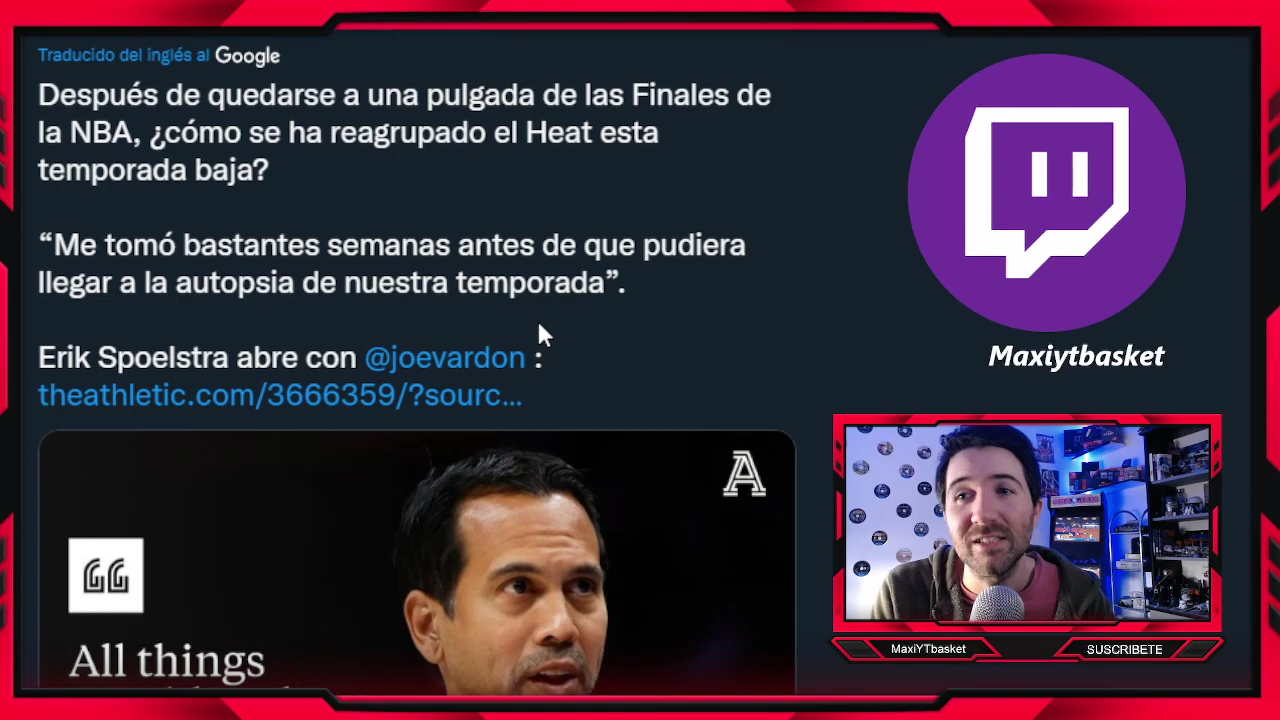 Traducido del inglés al Google
Después de quedarse a una pulgada de las Finales de
la NBA, ¿cómo se ha reagrupado el Heat esta
temporada baja?
“Me tomó bastantes semanas antes de que pudiera
llegar a la autopsia de nuestra temporada”.
Erik Spoelstra abre con @joevardon :
theathletic.com/3666359/?sourc...
All things
Maxiytbasket
MaxiYTbasket
SUSCRIBETE